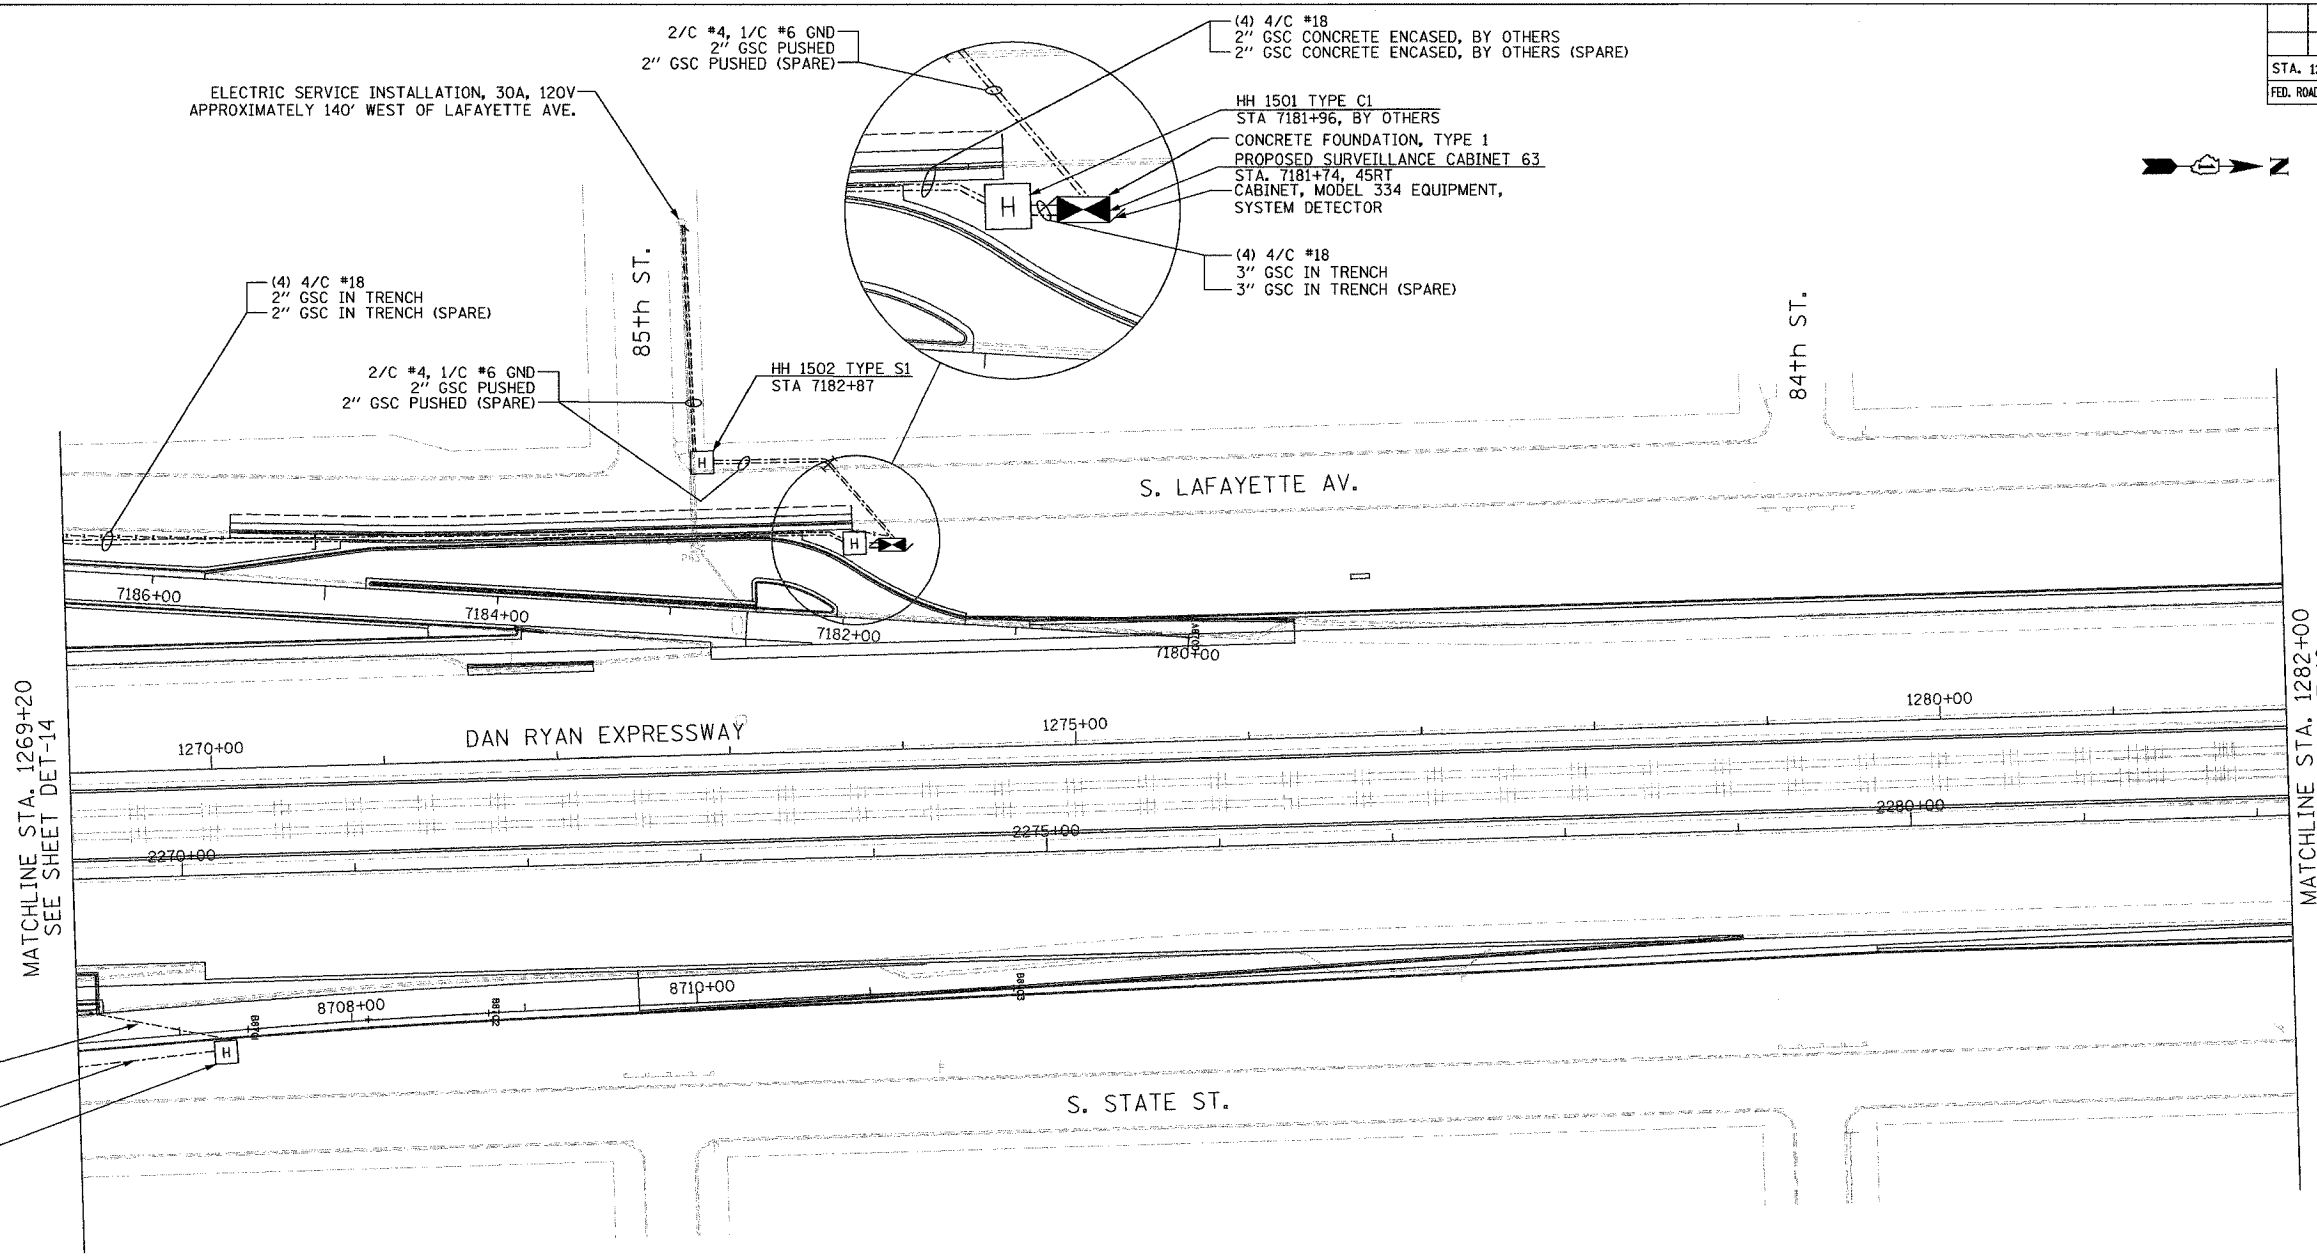 2/C #4, 1/C #6 GND
2" GSC PUSHED
2" GSC PUSHED (SPARE)
(4) 4/C #18
2" GSC CONCRETE ENCASED, BY OTHERS
2" GSC CONCRETE ENCASED, BY OTHERS (SPARE)
STA. 12
FED. ROAD
ELECTRIC SERVICE INSTALLATION, 30A, 120V
APPROXIMATELY 140' WEST OF LAFAYETTE AVE.
HH 1501 TYPE C1
STA 7181+96, BY OTHERS
CONCRETE FOUNDATION, TYPE 1
PROPOSED SURVEILLANCE CABINET 63
STA. 7181+74, 45RT
CABINET, MODEL 334 EQUIPMENT,
SYSTEM DETECTOR
H
N
(4) 4/C #18
3" GSC IN TRENCH
3" GSC IN TRENCH (SPARE)
(4) 4/C #18
2" GSC IN TRENCH
2" GSC IN TRENCH (SPARE)
85th ST.
84th ST.
2/C #4, 1/C #6 GND
2" GSC PUSHED
2" GSC PUSHED (SPARE)
HH 1502 TYPE S1
STA 7182+87
H
S. LAFAYETTE AV.
H
7186+00
7184+00
7182+00
7180+00
MATCHLINE STA. 1269+20
SEE SHEET DET-14
DAN RYAN EXPRESSWAY
1270+00
1275+00
1280+00
2270+00
2275+00
2280+00
MATCHLINE STA. 1282+00
8708+00
8710+00
B8702
H
S. STATE ST.